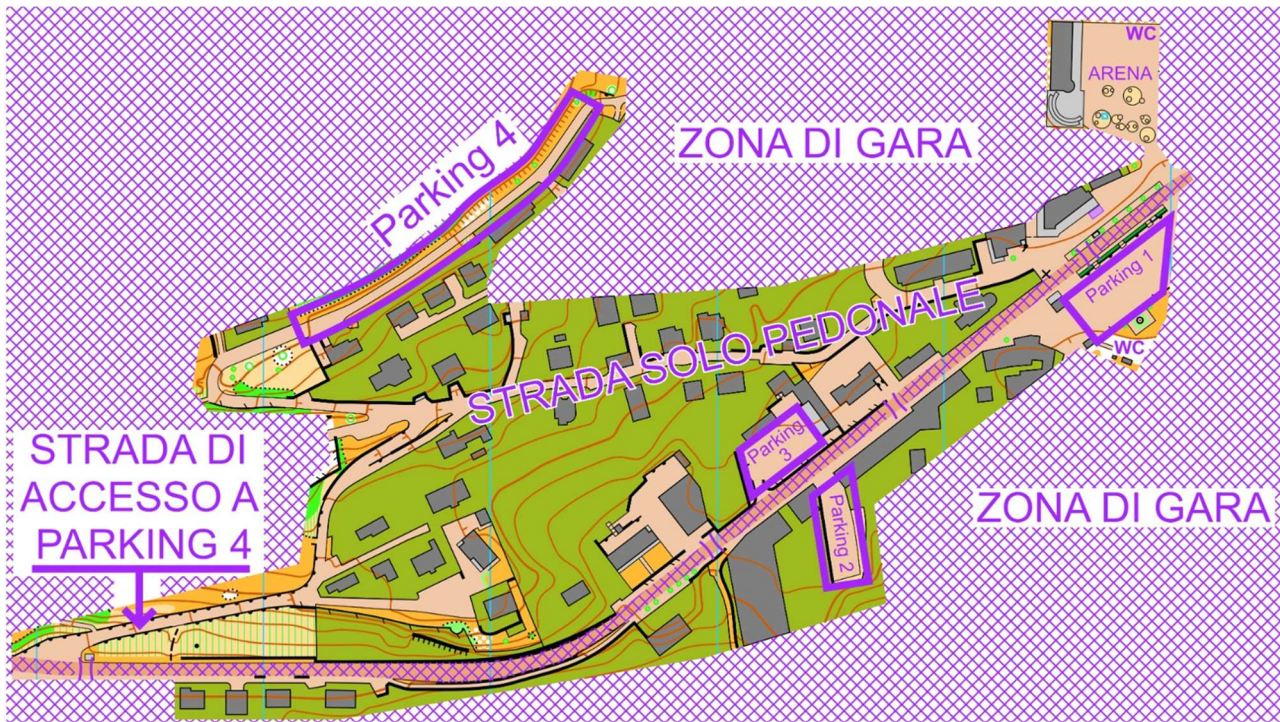 WC
ARENA
Parking 4
ZONA DI GARA
Parking 1
WC
STRADA SOLO PEDONALE
Parking
3
Parking 2
STRADA DI
ACCESSO A
PARKING 4
ZONA DI GARA